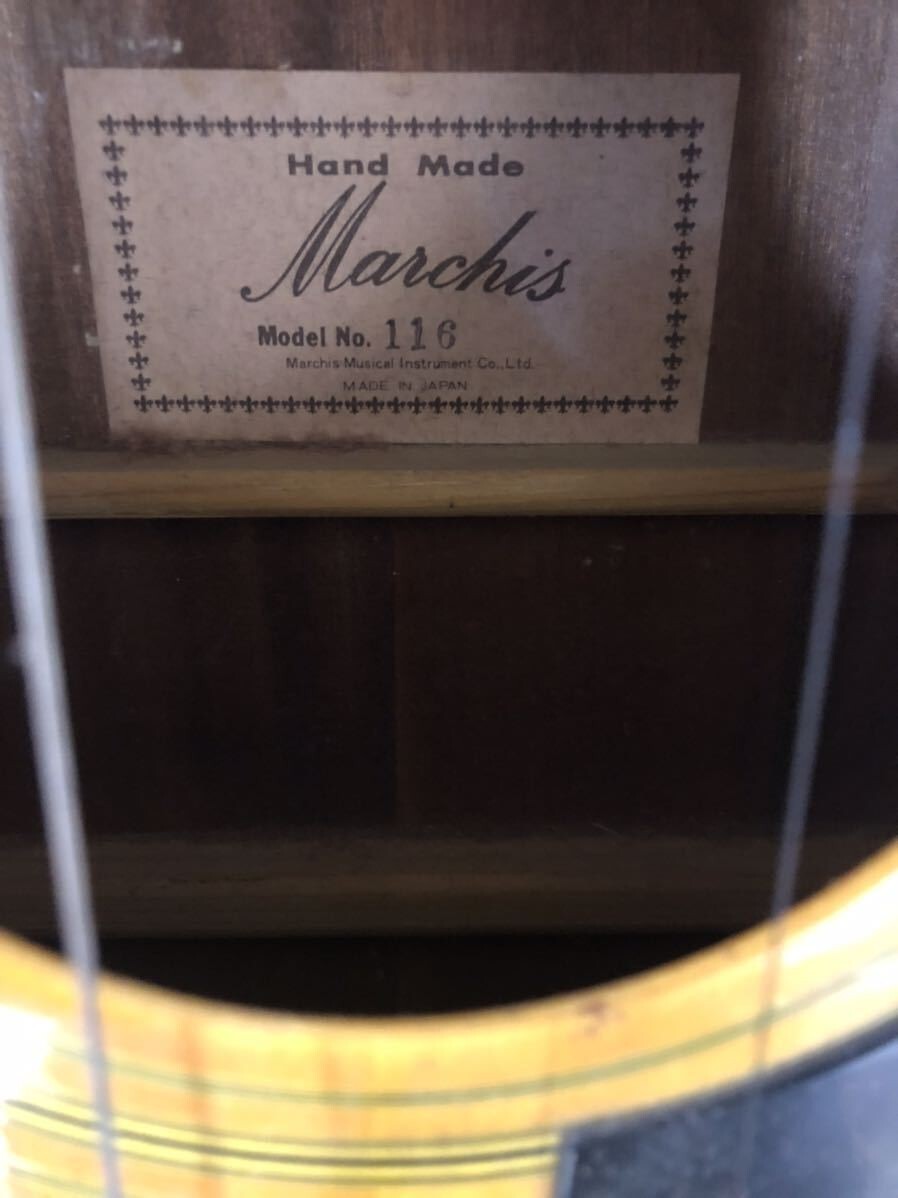 Hand Made
Marchis
Model No. 116
Marchis Musical Instrument Co.,Ltd.
MADE IN JAPAN